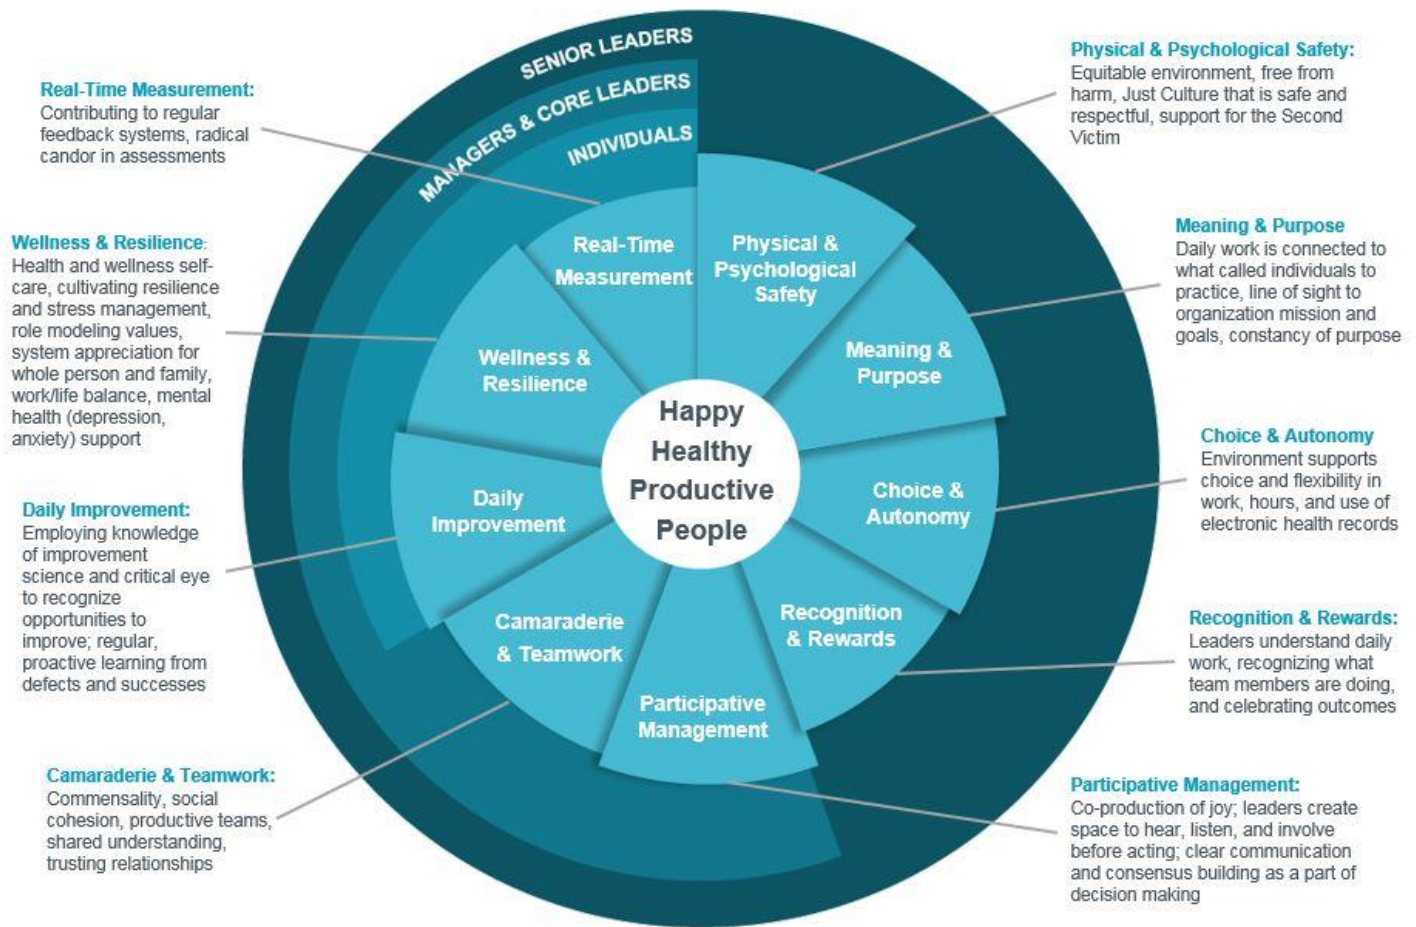 SENIOR LEADERS
MANAGERS & CORE LEADERS
INDIVIDUALS
Real-Time
Measurement
Physical &
Psychological
Safety
Meaning &
Purpose
Choice &
Autonomy
Recognition
& Rewards
Participative
Management
Camaraderie
& Teamwork
Daily
Improvement
Wellness &
Resilience
Happy
Healthy
Productive
People
Real-Time Measurement:
Contributing to regular
feedback systems, radical
candor in assessments
Wellness & Resilience:
Health and wellness self-
care, cultivating resilience
and stress management,
role modeling values,
system appreciation for
whole person and family,
work/life balance, mental
health (depression,
anxiety) support
Daily Improvement:
Employing knowledge
of improvement
science and critical eye
to recognize
opportunities to
improve; regular,
proactive learning from
defects and successes
Camaraderie & Teamwork:
Commensality, social
cohesion, productive teams,
shared understanding,
trusting relationships
Physical & Psychological Safety:
Equitable environment, free from
harm, Just Culture that is safe and
respectful, support for the Second
Victim
Meaning & Purpose
Daily work is connected to
what called individuals to
practice, line of sight to
organization mission and
goals, constancy of purpose
Choice & Autonomy
Environment supports
choice and flexibility in
work, hours, and use of
electronic health records
Recognition & Rewards:
Leaders understand daily
work, recognizing what
team members are doing,
and celebrating outcomes
Participative Management:
Co-production of joy; leaders create
space to hear, listen, and involve
before acting; clear communication
and consensus building as a part of
decision making